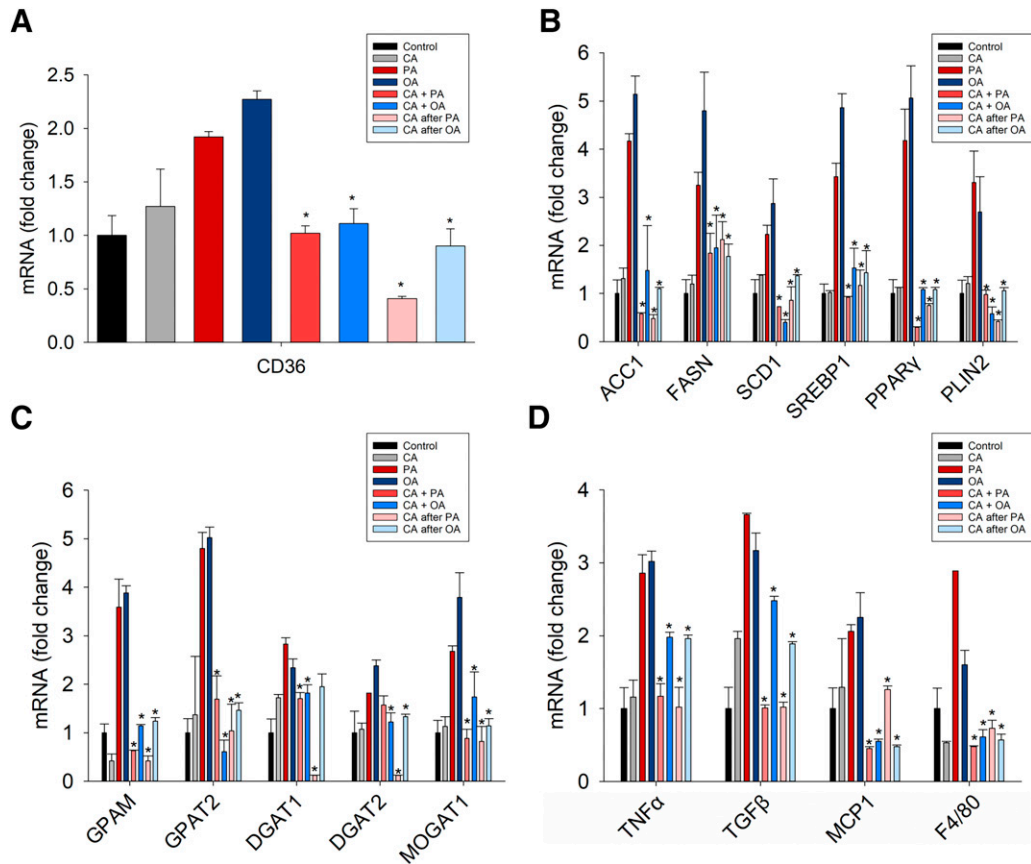 A
Control
CA
PA
OA
CA + PA
CA + OA
CA after PA
CA after OA
mRNA (fold change)
2.5
2.0
1.5
1.0
0.5
0.0
* * * *
CD36
B
Control
CA
PA
OA
CA + PA
CA + OA
CA after PA
CA after OA
mRNA (fold change)
6
5
4
3
2
1
0
* * * * * * * * * * * * * * * * * * * * * * * *
ACC1 FASN SCD1 SREBP1 PPARγ PLIN2
C
Control
CA
PA
OA
CA + PA
CA + OA
CA after PA
CA after OA
mRNA (fold change)
6
5
4
3
2
1
0
* * * * * * * * * * * * * * * * * *
GPAM GPAT2 DGAT1 DGAT2 MOGAT1
D
Control
CA
PA
OA
CA + PA
CA + OA
CA after PA
CA after OA
mRNA (fold change)
4
3
2
1
0
* * * * * * * * * * * * * * * *
TNFα TGFβ MCP1 F4/80